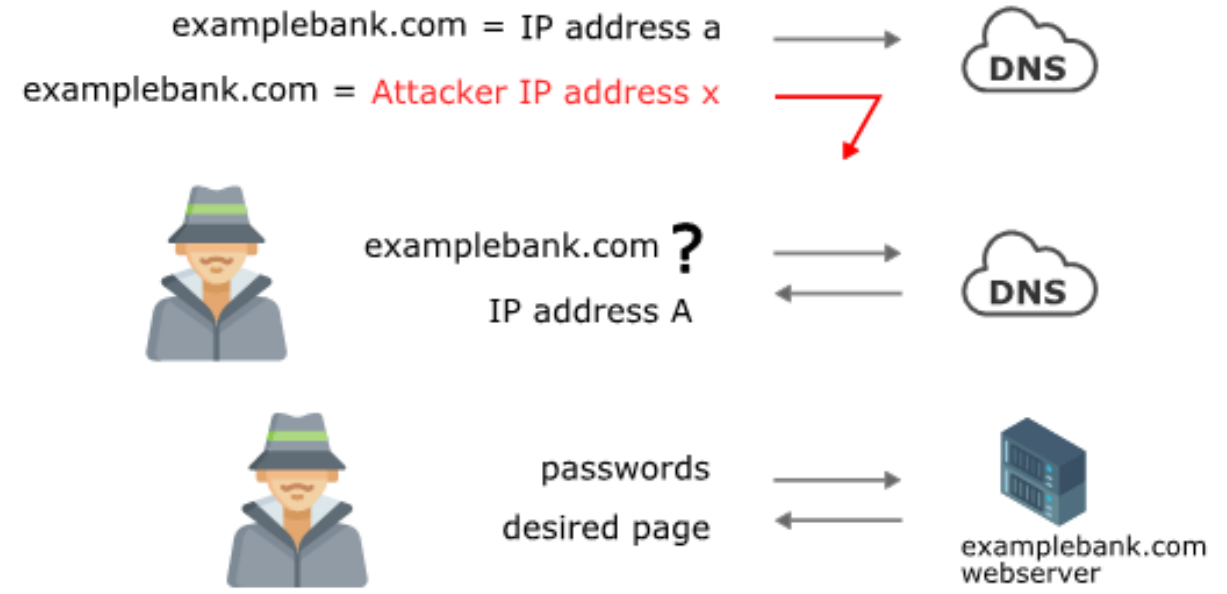 examplebank.com = IP address a
DNS
examplebank.com = Attacker IP address x
examplebank.com ?
DNS
IP address A
passwords
desired page
examplebank.com
webserver